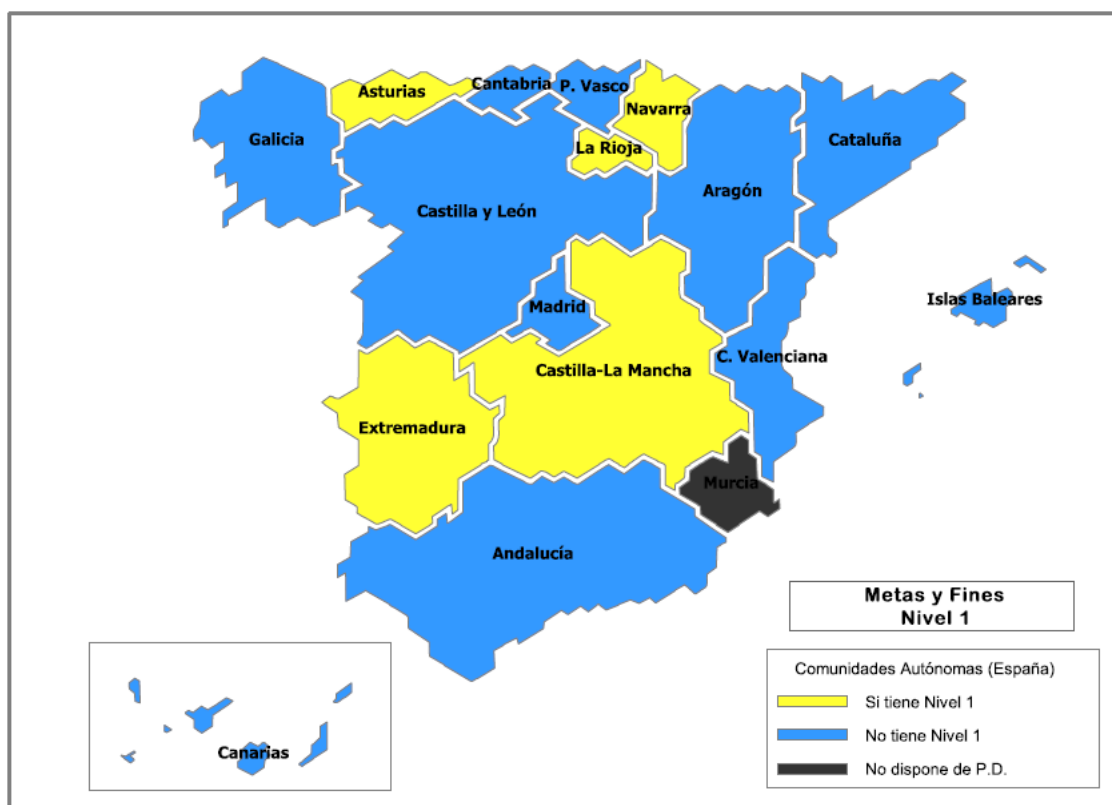 Asturias
Cantabria
P. Vasco
Navarra
Galicia
La Rioja
Cataluña
Aragón
Castilla y León
Madrid
Islas Baleares
C. Valenciana
Castilla-La Mancha
Extremadura
Murcia
Andalucía
Canarias
Metas y Fines
Nivel 1
Comunidades Autónomas (España)
Si tiene Nivel 1
No tiene Nivel 1
No dispone de P.D.